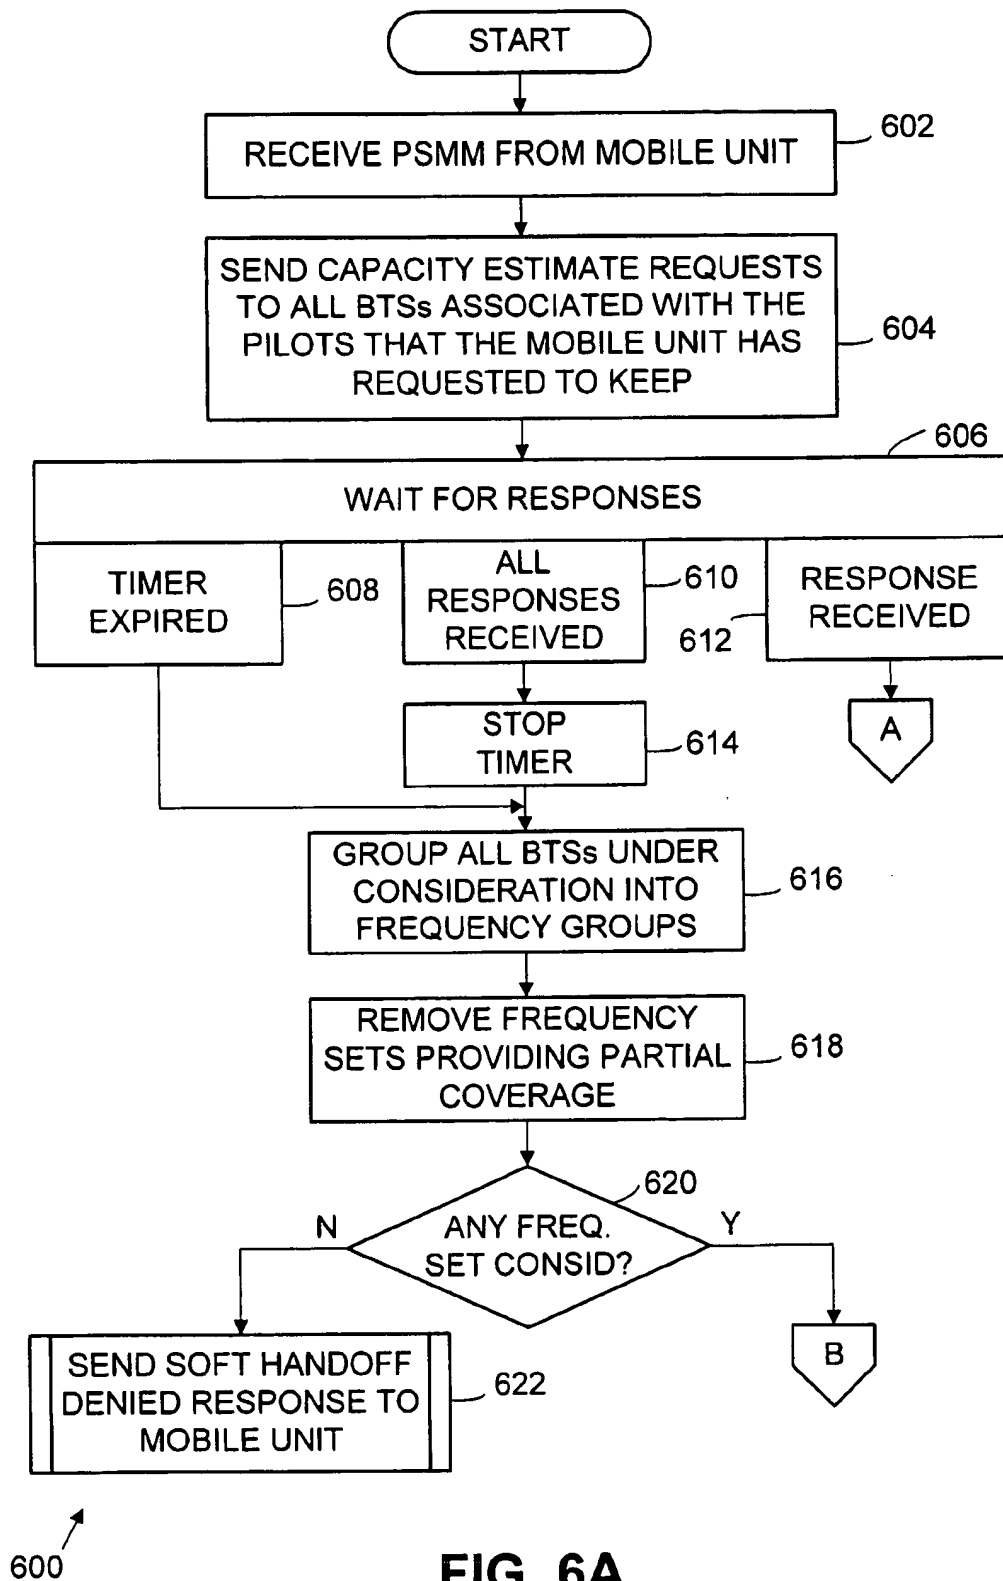 START
602
RECEIVE PSMM FROM MOBILE UNIT
SEND CAPACITY ESTIMATE REQUESTS
TO ALL BTSs ASSOCIATED WITH THE
PILOTS THAT THE MOBILE UNIT HAS
REQUESTED TO KEEP
604
606
WAIT FOR RESPONSES
TIMER
EXPIRED
608
ALL
RESPONSES
RECEIVED
610
612
RESPONSE
RECEIVED
STOP
TIMER
614
A
GROUP ALL BTSs UNDER
CONSIDERATION INTO
FREQUENCY GROUPS
616
REMOVE FREQUENCY
SETS PROVIDING PARTIAL
COVERAGE
618
620
N
ANY FREQ.
SET CONSID?
Y
SEND SOFT HANDOFF
DENIED RESPONSE TO
MOBILE UNIT
622
B
600
FIG. 6A